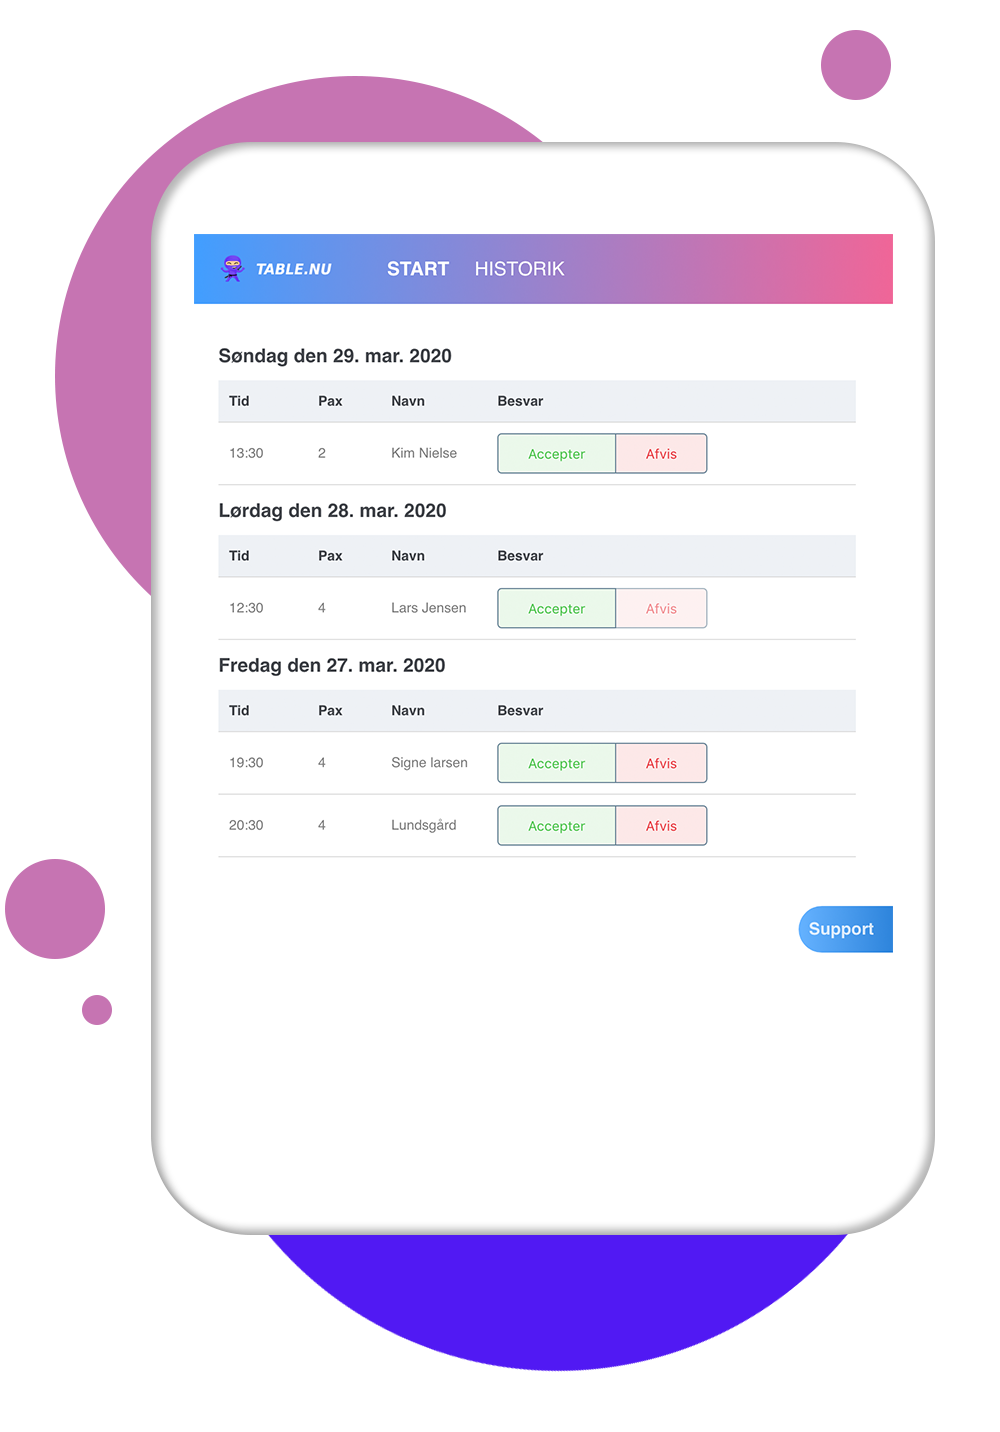 TABLE.NU START HISTORIK
Søndag den 29. mar. 2020
Tid Pax Navn Besvar
13:30 2 Kim Nielse Accepter Afvis
Lørdag den 28. mar. 2020
Tid Pax Navn Besvar
12:30 4 Lars Jensen Accepter Afvis
Fredag den 27. mar. 2020
Tid Pax Navn Besvar
19:30 4 Signe larsen Accepter Afvis
20:30 4 Lundsgård Accepter Afvis
Support